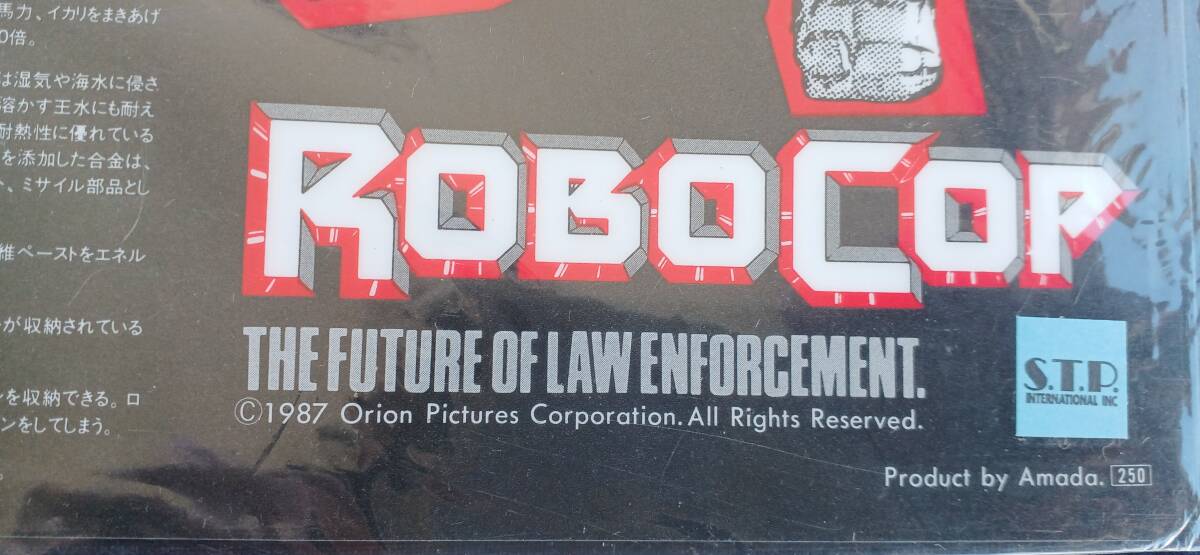 馬力、イカリをまきあげ
0倍。
は湿気や海水に侵さ
溶かす王水にも耐え
耐熱性に優れている
を添加した合金は、
、ミサイル部品とし
維ペーストをエネル
が収納されている
ンを収納できる。ロ
ンをしてしまう。
ROBOCOP
THE FUTURE OF LAW ENFORCEMENT.
©1987 Orion Pictures Corporation. All Rights Reserved.
S.T.P.
INTERNATIONAL INC
Product by Amada. 250